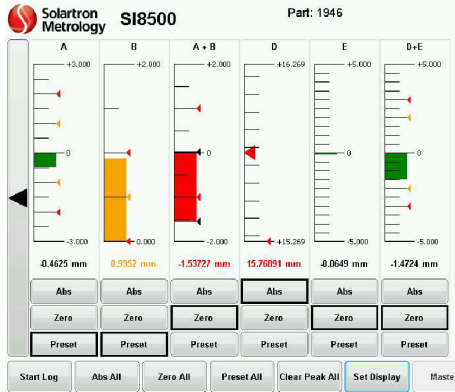 Solartron
Metrology
SI8500
Part: 1946
A B A + B D E D+E
+3.000 +2.000 +2.000 +16.269 +5.000 +5.000
0 0 0 0 0
-3.000 0.000 -2.000 +15.269 -5.000 -5.000
-0.4625 mm 0.9352 mm -1.53727 mm 15.76891 mm -0.0649 mm -1.4724 mm
Abs Abs Abs Abs Abs Abs
Zero Zero Zero Zero Zero Zero
Preset Preset Preset Preset Preset Preset
Start Log Abs All Zero All Preset All Clear Peak All Set Display Maste